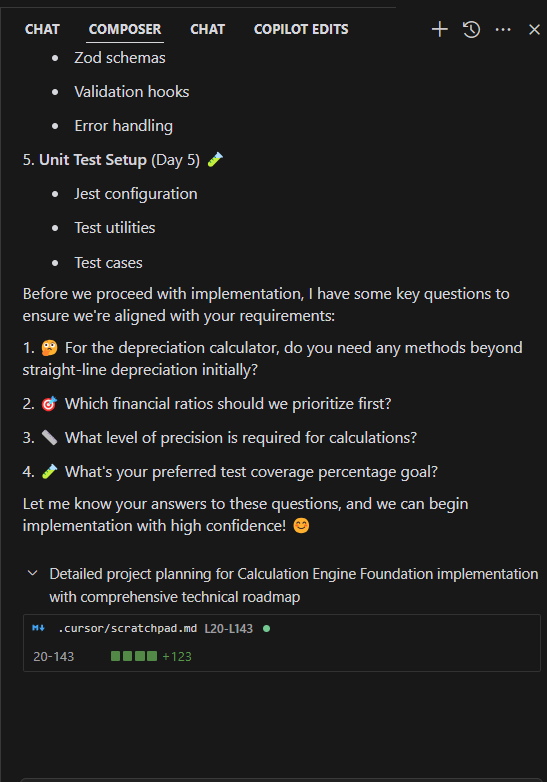 CHAT COMPOSER CHAT COPILOT EDITS
• Zod schemas
• Validation hooks
• Error handling
5. Unit Test Setup (Day 5) 🧪
• Jest configuration
• Test utilities
• Test cases
Before we proceed with implementation, I have some key questions to
ensure we're aligned with your requirements:
1. 🤔 For the depreciation calculator, do you need any methods beyond
straight-line depreciation initially?
2. 🎯 Which financial ratios should we prioritize first?
3. 📏 What level of precision is required for calculations?
4. 🧪 What's your preferred test coverage percentage goal?
Let me know your answers to these questions, and we can begin
implementation with high confidence! 😊
Detailed project planning for Calculation Engine Foundation implementation
with comprehensive technical roadmap
M↓ .cursor/scratchpad.md L20-L143
20-143 +123